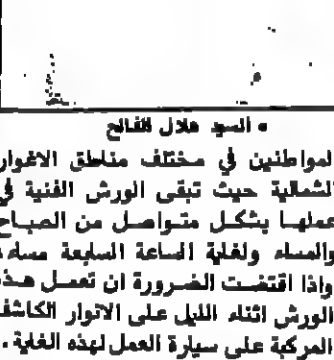 • السيد هلال الفالح
لمواطنين في مختلف مناطق الاغوار
لشمالية حيث تبقى الورش الفنية في
عملها بشكل متواصل من الصباح
والمساء ولغاية الساعة السابعة مساء،
واذا اقتضت الضرورة ان تعمل هذه
الورش اثناء الليل على الانوار الكاشفة
المركبة على سيارة العمل لهذه الغاية.